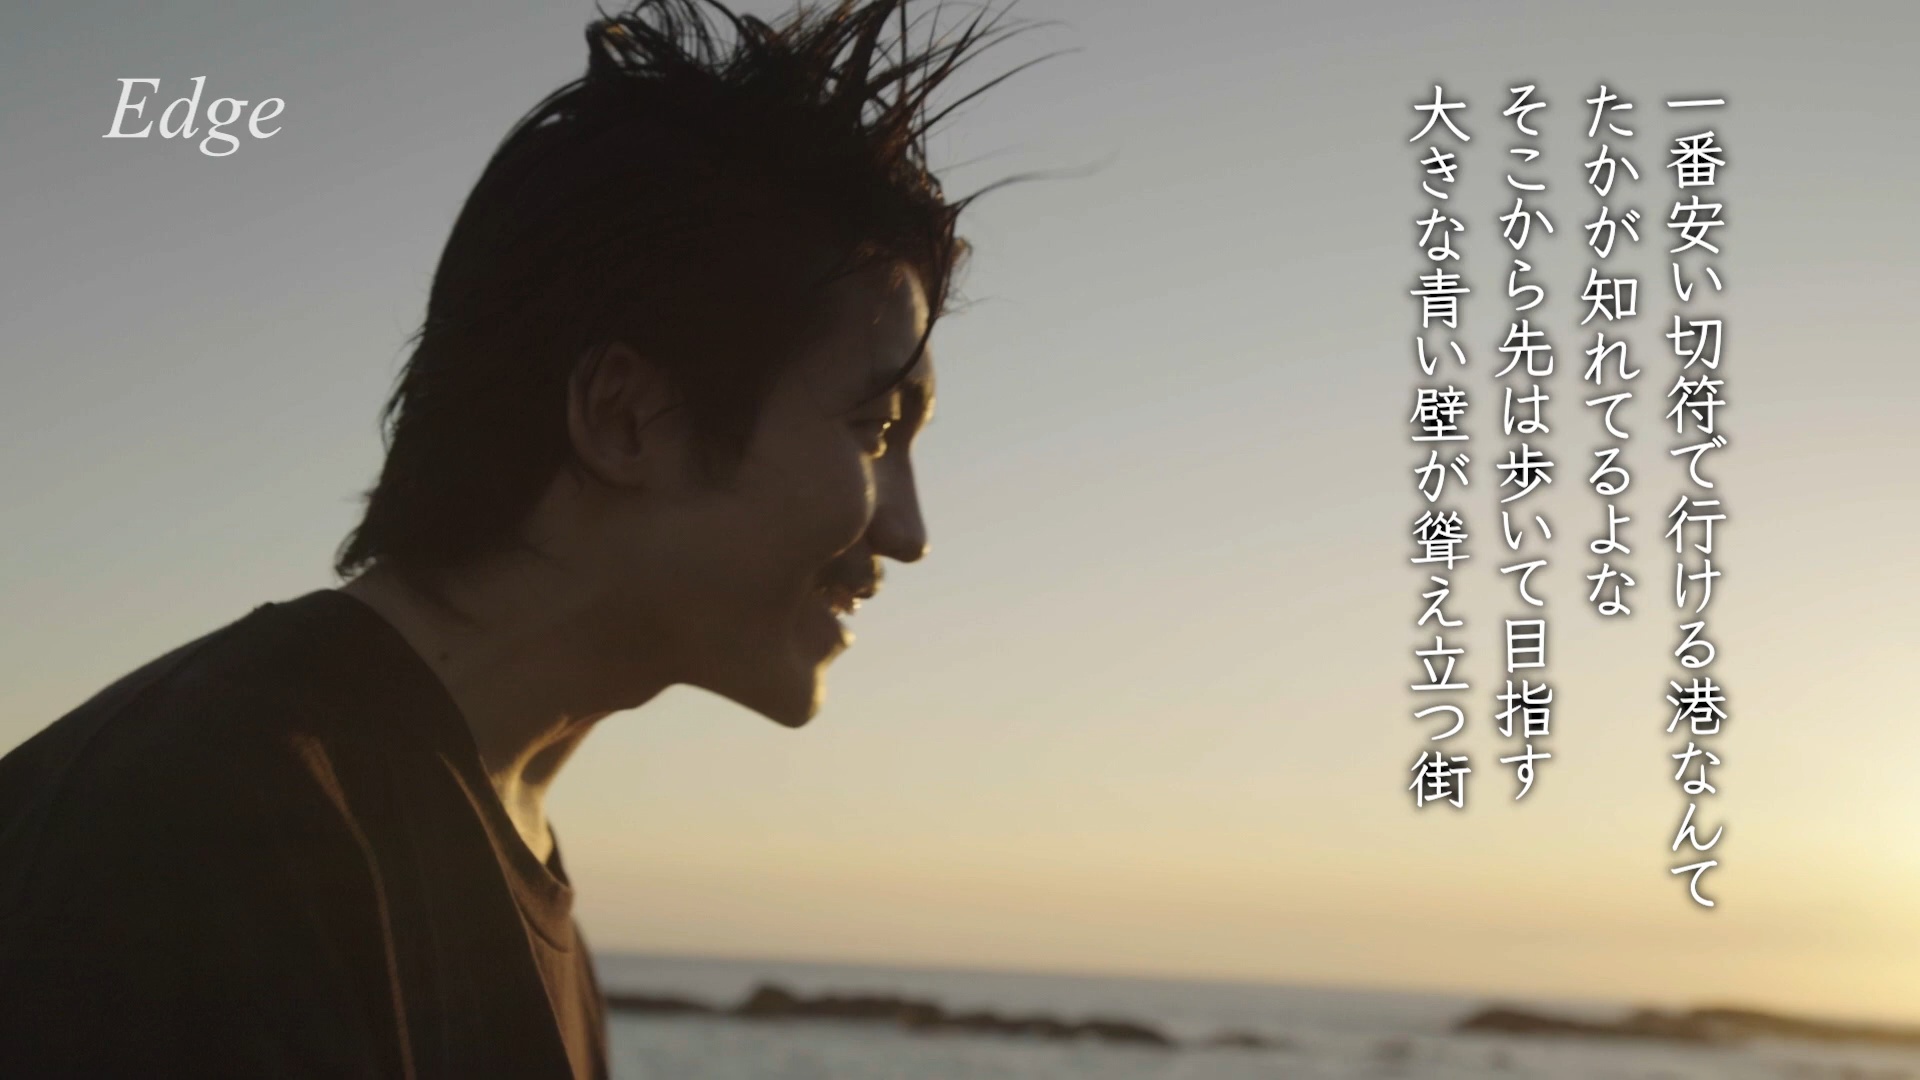 Edge
一番安い切符で行ける港なんて
たかが知れてるよな
そこから先は歩いて目指す
大きな青い壁が聳え立つ街